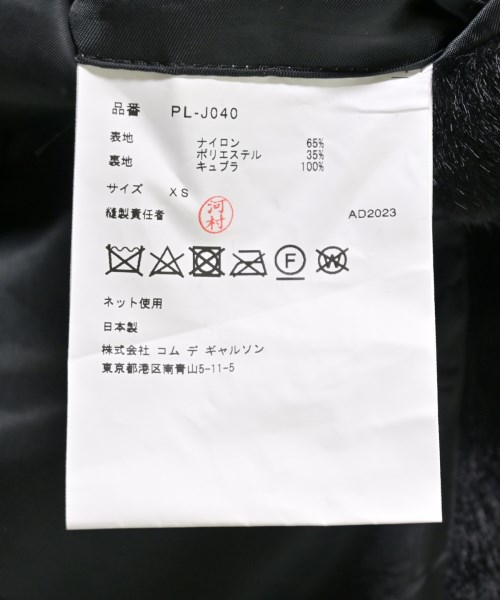 品番 PL-J040
表地 ナイロン 65%
ポリエステル 35%
裏地 キュプラ 100%
サイズ XS
縫製責任者 河村 AD2023
F W
ネット使用
日本製
株式会社 コム デ ギャルソン
東京都港区南青山5-11-5